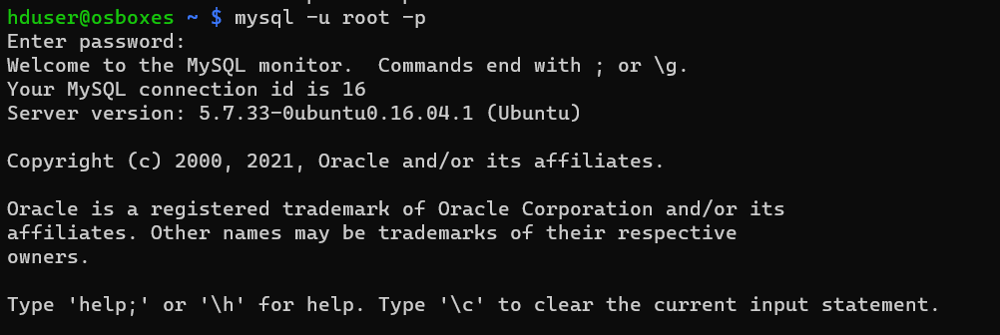 hduser@osboxes ~ $ mysql -u root -p
Enter password:
Welcome to the MySQL monitor.  Commands end with ; or \g.
Your MySQL connection id is 16
Server version: 5.7.33-0ubuntu0.16.04.1 (Ubuntu)
Copyright (c) 2000, 2021, Oracle and/or its affiliates.
Oracle is a registered trademark of Oracle Corporation and/or its
affiliates. Other names may be trademarks of their respective
owners.
Type 'help;' or '\h' for help. Type '\c' to clear the current input statement.